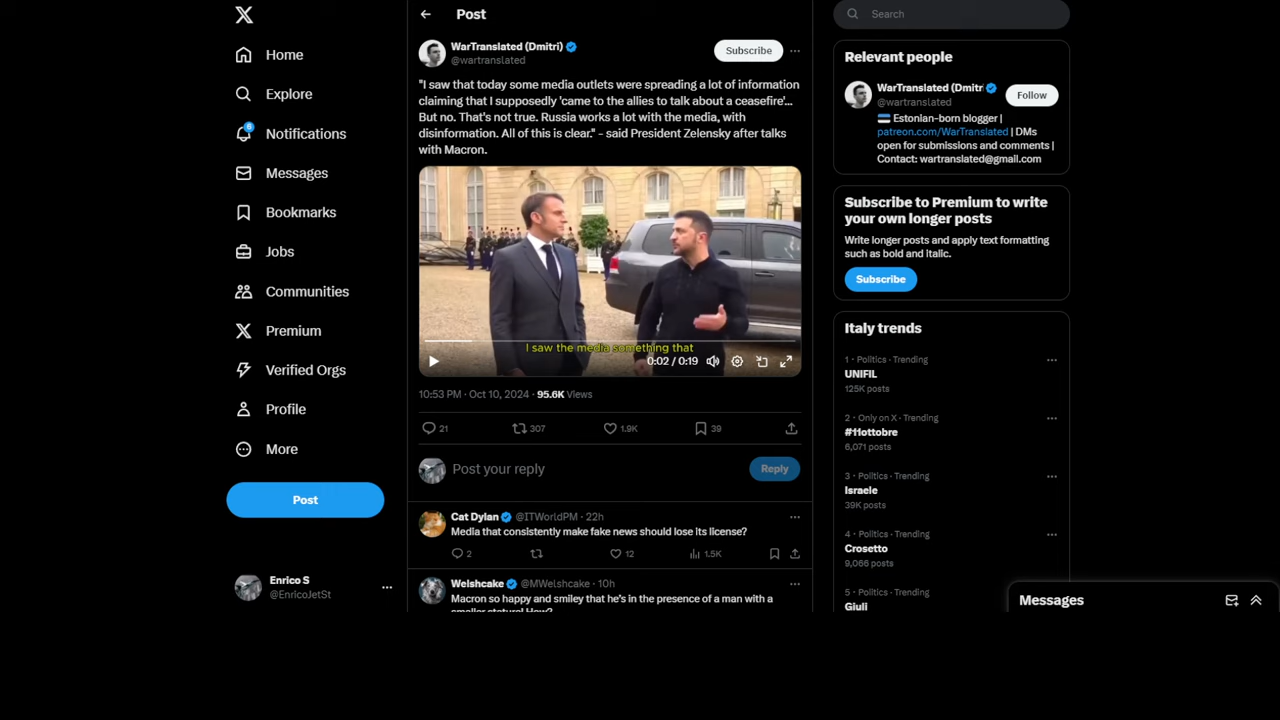 Home
Explore
6
Notifications
Messages
Bookmarks
Jobs
Communities
Premium
Verified Orgs
Profile
More
Post
Enrico S
@EnricoJetSt
Post
WarTranslated (Dmitri)
@wartranslated
Subscribe
"I saw that today some media outlets were spreading a lot of information
claiming that I supposedly 'came to the allies to talk about a ceasefire'...
But no. That's not true. Russia works a lot with the media, with
disinformation. All of this is clear." - said President Zelensky after talks
with Macron.
I saw the media something that
0:02 / 0:19
10:53 PM · Oct 10, 2024 · 95.6K Views
21 307 1.9K 39
Post your reply
Reply
Cat Dylan @ITWorldPM · 22h
Media that consistently make fake news should lose its license?
2 12 1.5K
Welshcake @MWelshcake · 10h
Macron so happy and smiley that he's in the presence of a man with a
smaller stature! How?
Search
Relevant people
WarTranslated (Dmitr
@wartranslated
Follow
Estonian-born blogger |
patreon.com/WarTranslated | DMs
open for submissions and comments |
Contact: wartranslated@gmail.com
Subscribe to Premium to write
your own longer posts
Write longer posts and apply text formatting
such as bold and italic.
Subscribe
Italy trends
1 · Politics · Trending
UNIFIL
125K posts
2 · Only on X · Trending
#11ottobre
6,071 posts
3 · Politics · Trending
Israele
39K posts
4 · Politics · Trending
Crosetto
9,066 posts
5 · Politics · Trending
Giuli
Messages